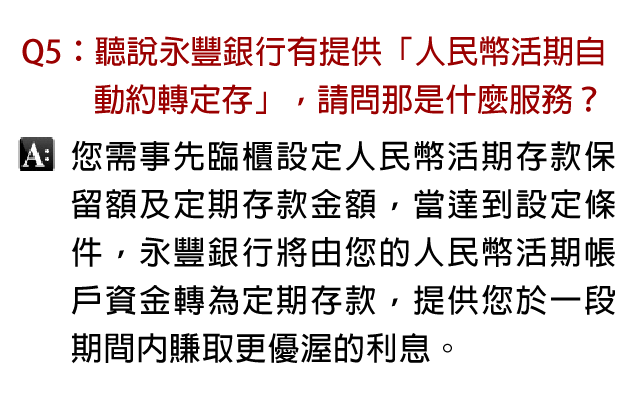 Q5：聽說永豐銀行有提供「人民幣活期自
動約轉定存」，請問那是什麼服務？
A: 您需事先臨櫃設定人民幣活期存款保
留額及定期存款金額，當達到設定條
件，永豐銀行將由您的人民幣活期帳
戶資金轉為定期存款，提供您於一段
期間内賺取更優渥的利息。